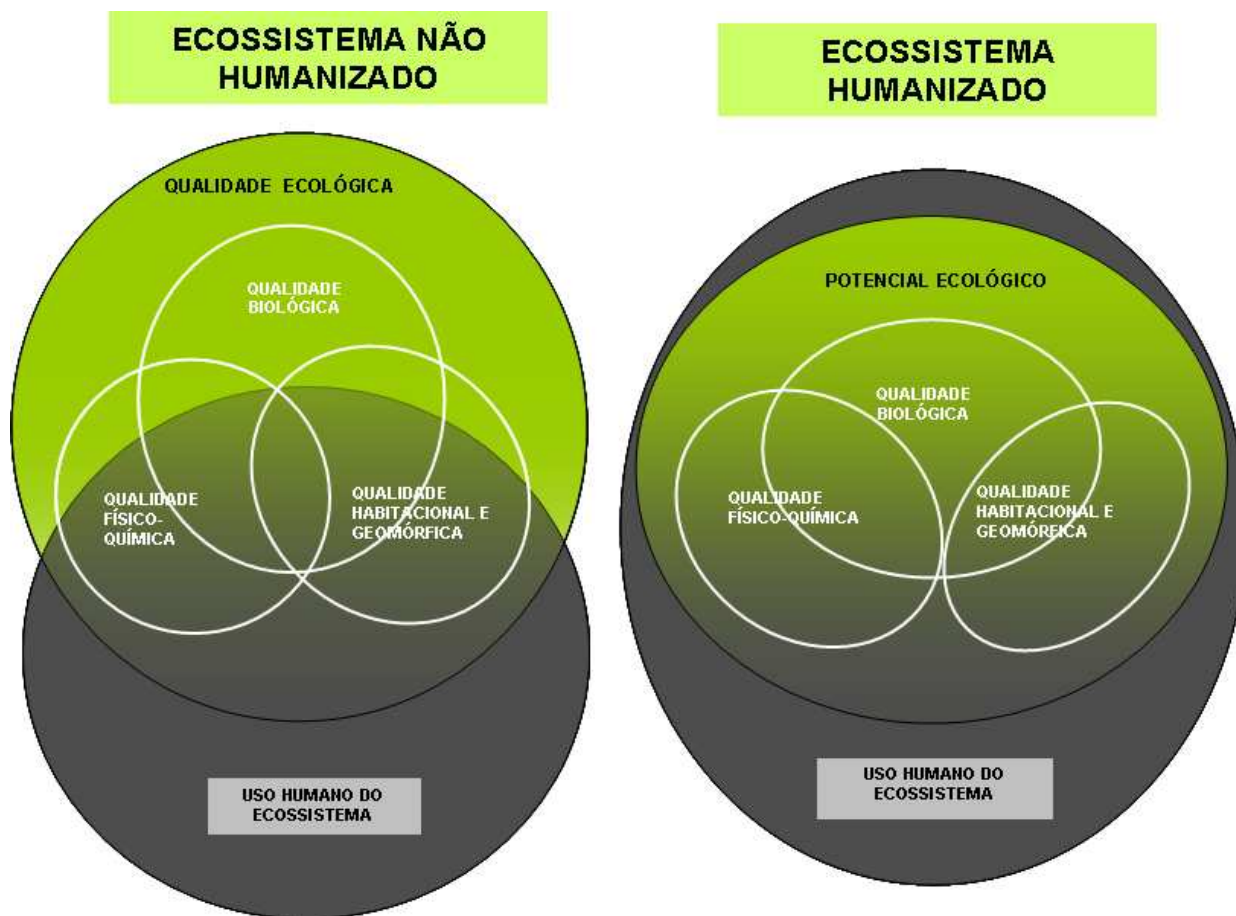 ECOSSISTEMA NÃO
HUMANIZADO
QUALIDADE ECOLÓGICA
QUALIDADE
BIOLÓGICA
QUALIDADE
FÍSICO-
QUÍMICA
QUALIDADE
HABITACIONAL E
GEOMÓRFICA
USO HUMANO DO
ECOSSISTEMA
ECOSSISTEMA
HUMANIZADO
POTENCIAL ECOLÓGICO
QUALIDADE
BIOLÓGICA
QUALIDADE
FÍSICO-QUÍMICA
QUALIDADE
HABITACIONAL E
GEOMÓRFICA
USO HUMANO DO
ECOSSISTEMA